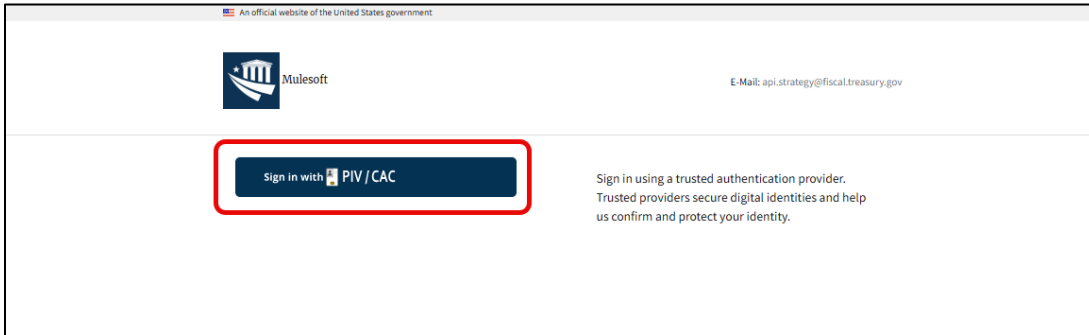 An official website of the United States government
Mulesoft
E-Mail: api.strategy@fiscal.treasury.gov
Sign in with PIV / CAC
Sign in using a trusted authentication provider.
Trusted providers secure digital identities and help
us confirm and protect your identity.